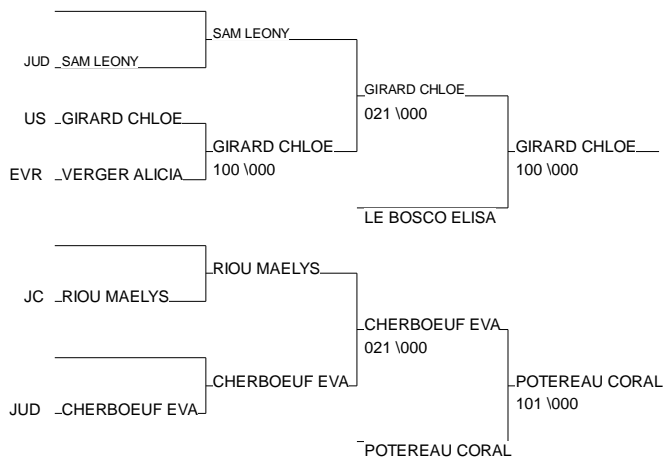 SAM LEONY
JUD SAM LEONY
GIRARD CHLOE
021 \000
US GIRARD CHLOE
GIRARD CHLOE
100 \000
GIRARD CHLOE
100 \000
EVR VERGER ALICIA
LE BOSCO ELISA
RIOU MAELYS
JC RIOU MAELYS
CHERBOEUF EVA
021 \000
CHERBOEUF EVA
POTEREAU CORAL
101 \000
JUD CHERBOEUF EVA
POTEREAU CORAL